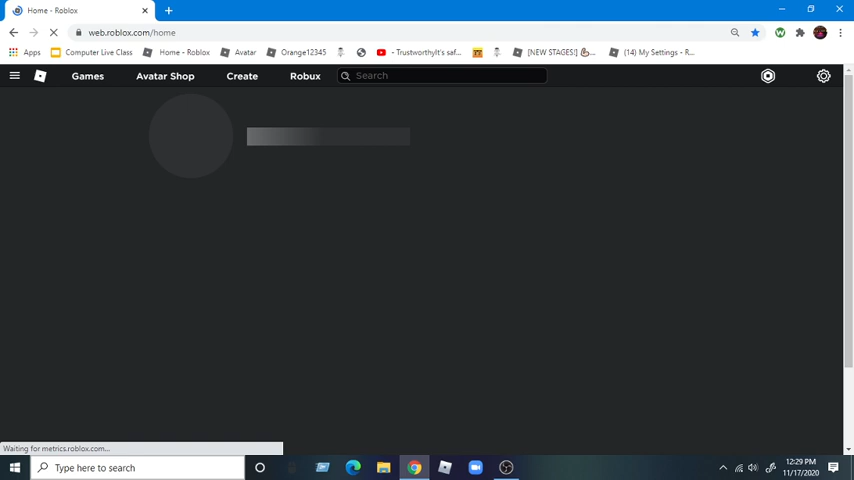 Home - Roblox
web.roblox.com/home
Apps Computer Live Class Home - Roblox Avatar Orange12345 - TrustworthyIt's saf... [NEW STAGES!] 💪... (14) My Settings - R...
Games Avatar Shop Create Robux Search
Waiting for metrics.roblox.com...
Type here to search
12:29 PM
11/17/2020